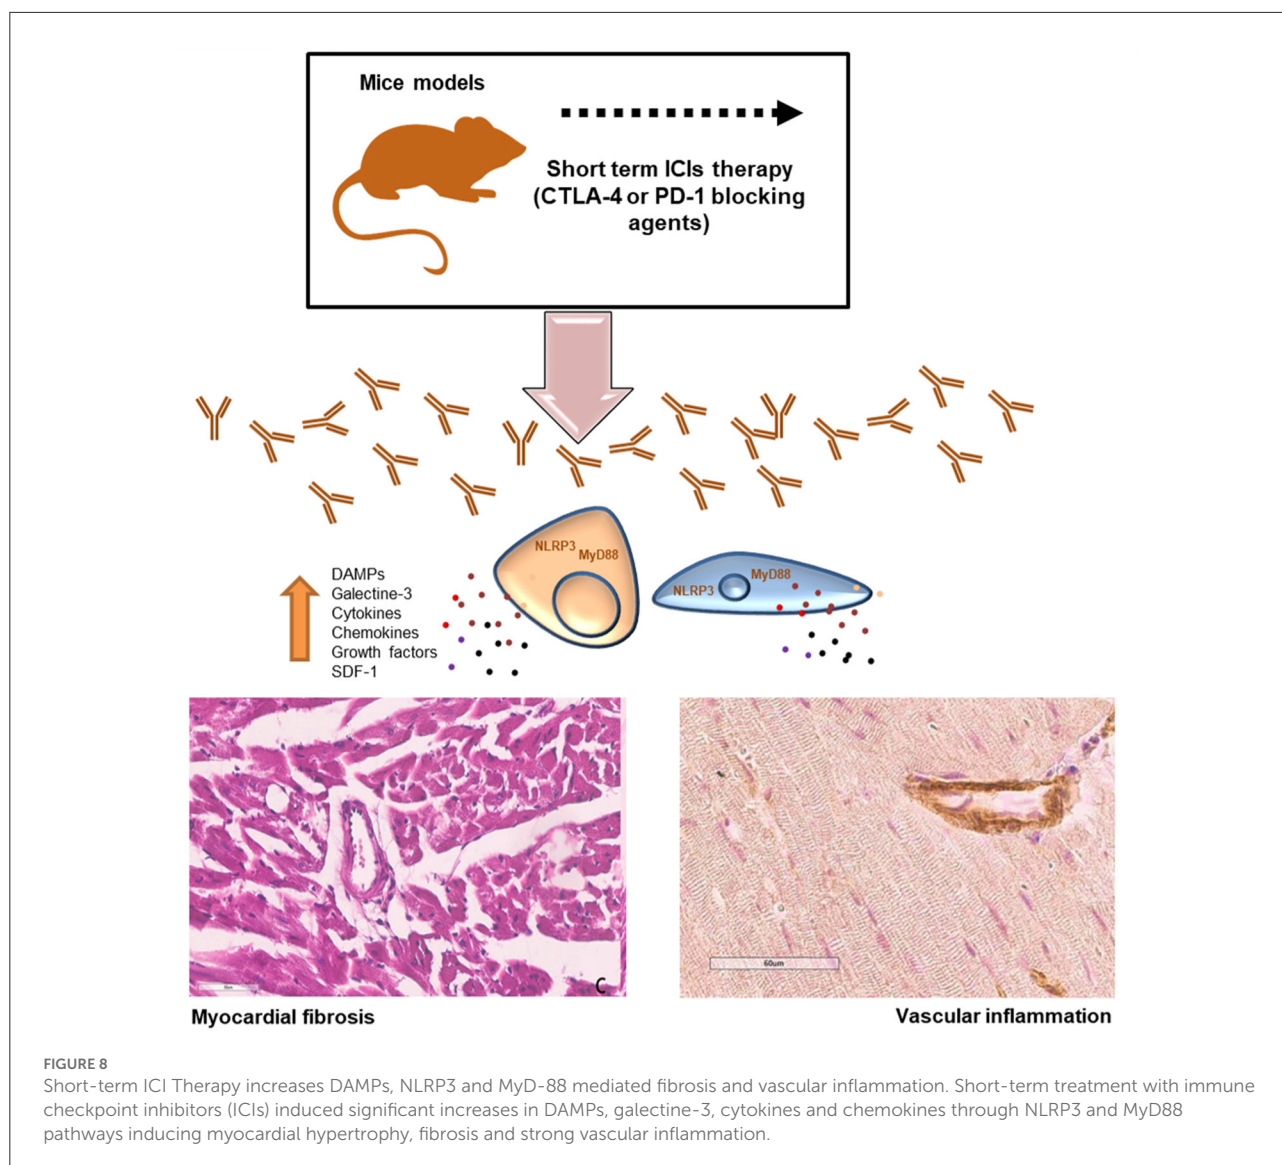 Mice models
Short term ICIs therapy
(CTLA-4 or PD-1 blocking
agents)
NLRP3
MyD88
MyD88
NLRP3
DAMPs
Galectine-3
Cytokines
Chemokines
Growth factors
SDF-1
C
60um
Myocardial fibrosis
Vascular inflammation
FIGURE 8
Short-term ICI Therapy increases DAMPs, NLRP3 and MyD-88 mediated fibrosis and vascular inflammation. Short-term treatment with immune
checkpoint inhibitors (ICIs) induced significant increases in DAMPs, galectine-3, cytokines and chemokines through NLRP3 and MyD88
pathways inducing myocardial hypertrophy, fibrosis and strong vascular inflammation.